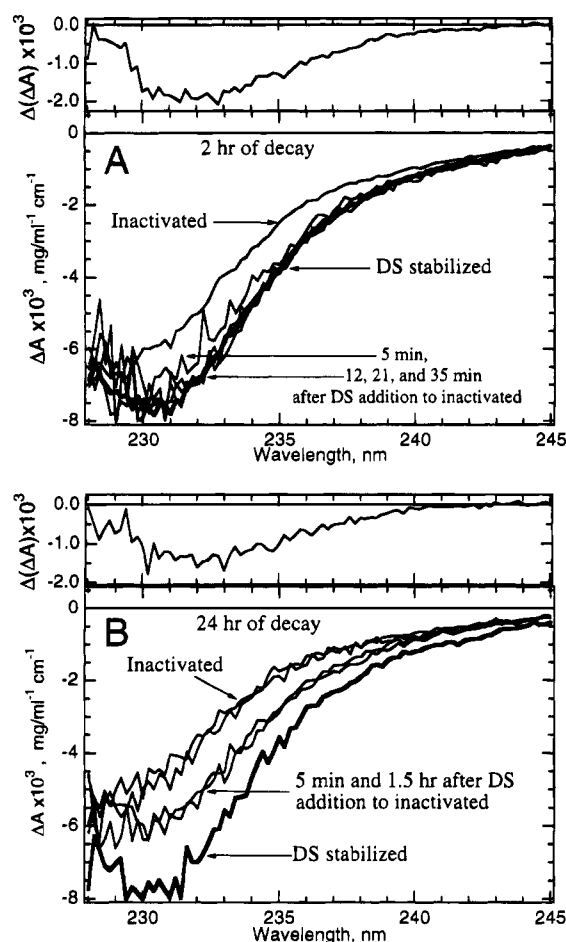 Δ(ΔA) ×10³
0.0
-1.0
-2.0
0
A
2 hr of decay
Inactivated
DS stabilized
5 min,
12, 21, and 35 min
after DS addition to inactivated
ΔA x10³ , mg/ml⁻¹ cm⁻¹
-2
-4
-6
-8
230 235 240 245
Wavelength, nm
Δ(ΔA)x10³
0.0
-1.0
-2.0
0
B
24 hr of decay
Inactivated
5 min and 1.5 hr after DS
addition to inactivated
DS stabilized
ΔA x10³ , mg/ml⁻¹ cm⁻¹
-2
-4
-6
-8
230 235 240 245
Wavelength, nm